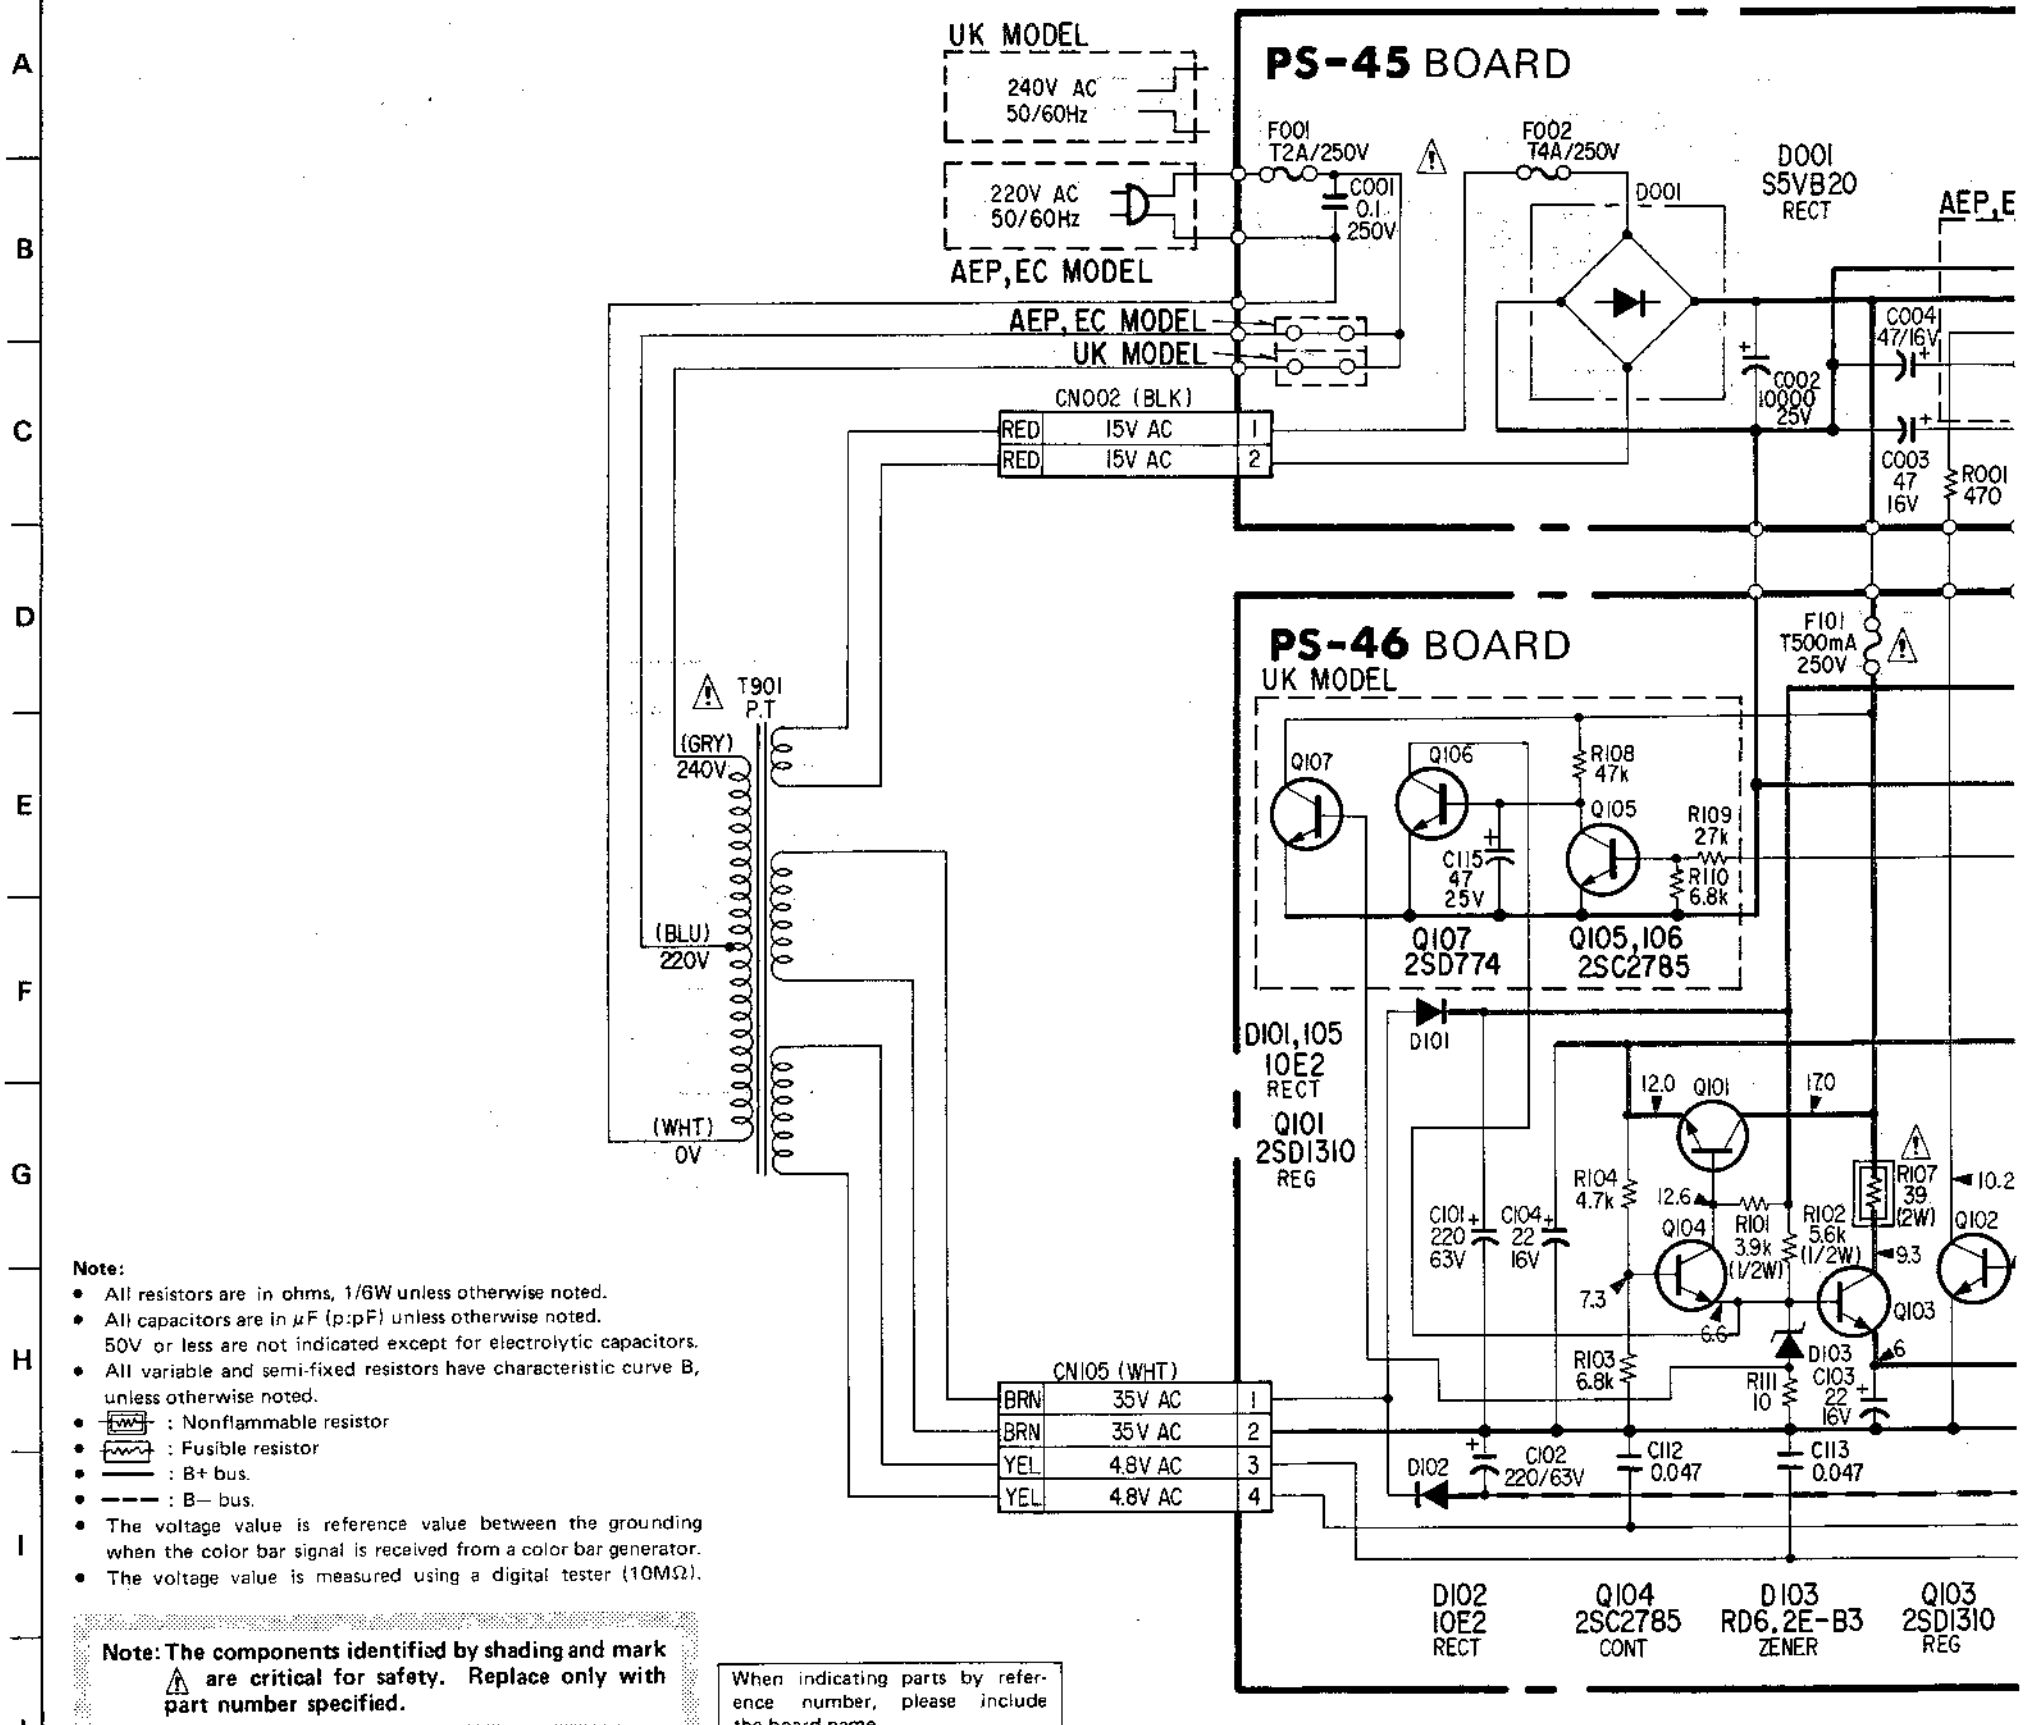 A
B
C
D
E
F
G
H
I
UK MODEL
240V AC
50/60Hz
220V AC
50/60Hz
AEP,EC MODEL
PS-45 BOARD
F001
T2A/250V
C001
0.1
250V
F002
T4A/250V
D001
D001
S5VB20
RECT
AEP,E
AEP, EC MODEL
UK MODEL
C004
47/16V
+
+
C002
10000
25V
+
C003
47
16V
R001
470
CN002 (BLK)
RED 15V AC 1
RED 15V AC 2
T901
P.T
(GRY)
240V
(BLU)
220V
(WHT)
0V
PS-46 BOARD
UK MODEL
F101
T500mA
250V
Q107
Q106
R108
47k
Q105
R109
27k
R110
6.8k
+
C115
47
25V
Q107
2SD774
Q105,106
2SC2785
D101
D101,105
10E2
RECT
Q101
2SD1310
REG
12.0
Q101
17.0
R104
4.7k
12.6
R101
3.9k
(1/2W)
R102
5.6k
(1/2W)
R107
39
(2W)
10.2
Q102
C101
220
63V
+
C104
22
16V
+
Q104
9.3
7.3
6.6
Q103
6
D103
R103
6.8k
R111
10
C103
22
16V
+
CN105 (WHT)
BRN 35V AC 1
BRN 35V AC 2
YEL 4.8V AC 3
YEL 4.8V AC 4
D102
+
C102
220/63V
C112
0.047
C113
0.047
D102
10E2
RECT
Q104
2SC2785
CONT
D103
RD6.2E-B3
ZENER
Q103
2SD1310
REG
Note:
• All resistors are in ohms, 1/6W unless otherwise noted.
• All capacitors are in µF (p:pF) unless otherwise noted.
50V or less are not indicated except for electrolytic capacitors.
• All variable and semi-fixed resistors have characteristic curve B,
unless otherwise noted.
• : Nonflammable resistor
• : Fusible resistor
• : B+ bus.
• : B− bus.
• The voltage value is reference value between the grounding
when the color bar signal is received from a color bar generator.
• The voltage value is measured using a digital tester (10MΩ).
Note: The components identified by shading and mark
⚠ are critical for safety. Replace only with
part number specified.
When indicating parts by refer-
ence number, please include
the board name